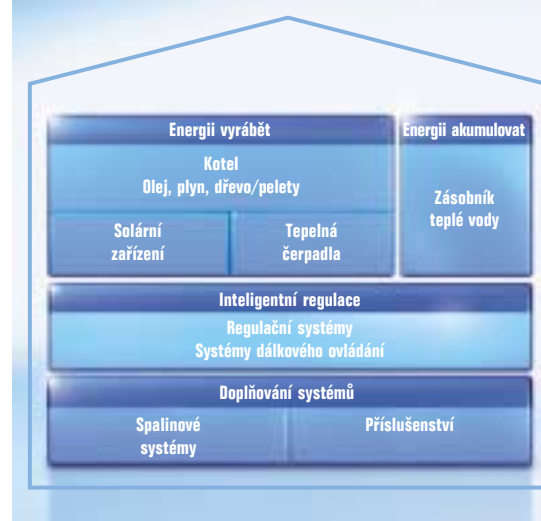 Energii vyrábět
Kotel
Olej, plyn, dřevo/pelety
Solární
zařízení
Tepelná
čerpadla
Energii akumulovat
Zásobník
teplé vody
Inteligentní regulace
Regulační systémy
Systémy dálkového ovládání
Doplňování systémů
Spalinové
systémy
Příslušenství